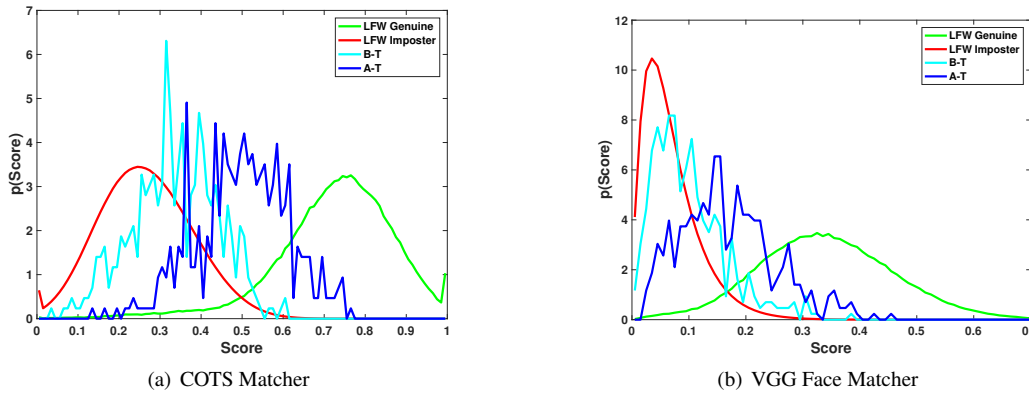 7
6
5
4
3
2
1
0
p(Score)
0 0.1 0.2 0.3 0.4 0.5 0.6 0.7 0.8 0.9 1
Score
LFW Genuine
LFW Imposter
B-T
A-T
(a) COTS Matcher
12
10
8
6
4
2
0
p(Score)
0 0.1 0.2 0.3 0.4 0.5 0.6
Score
LFW Genuine
LFW Imposter
B-T
A-T
(b) VGG Face Matcher